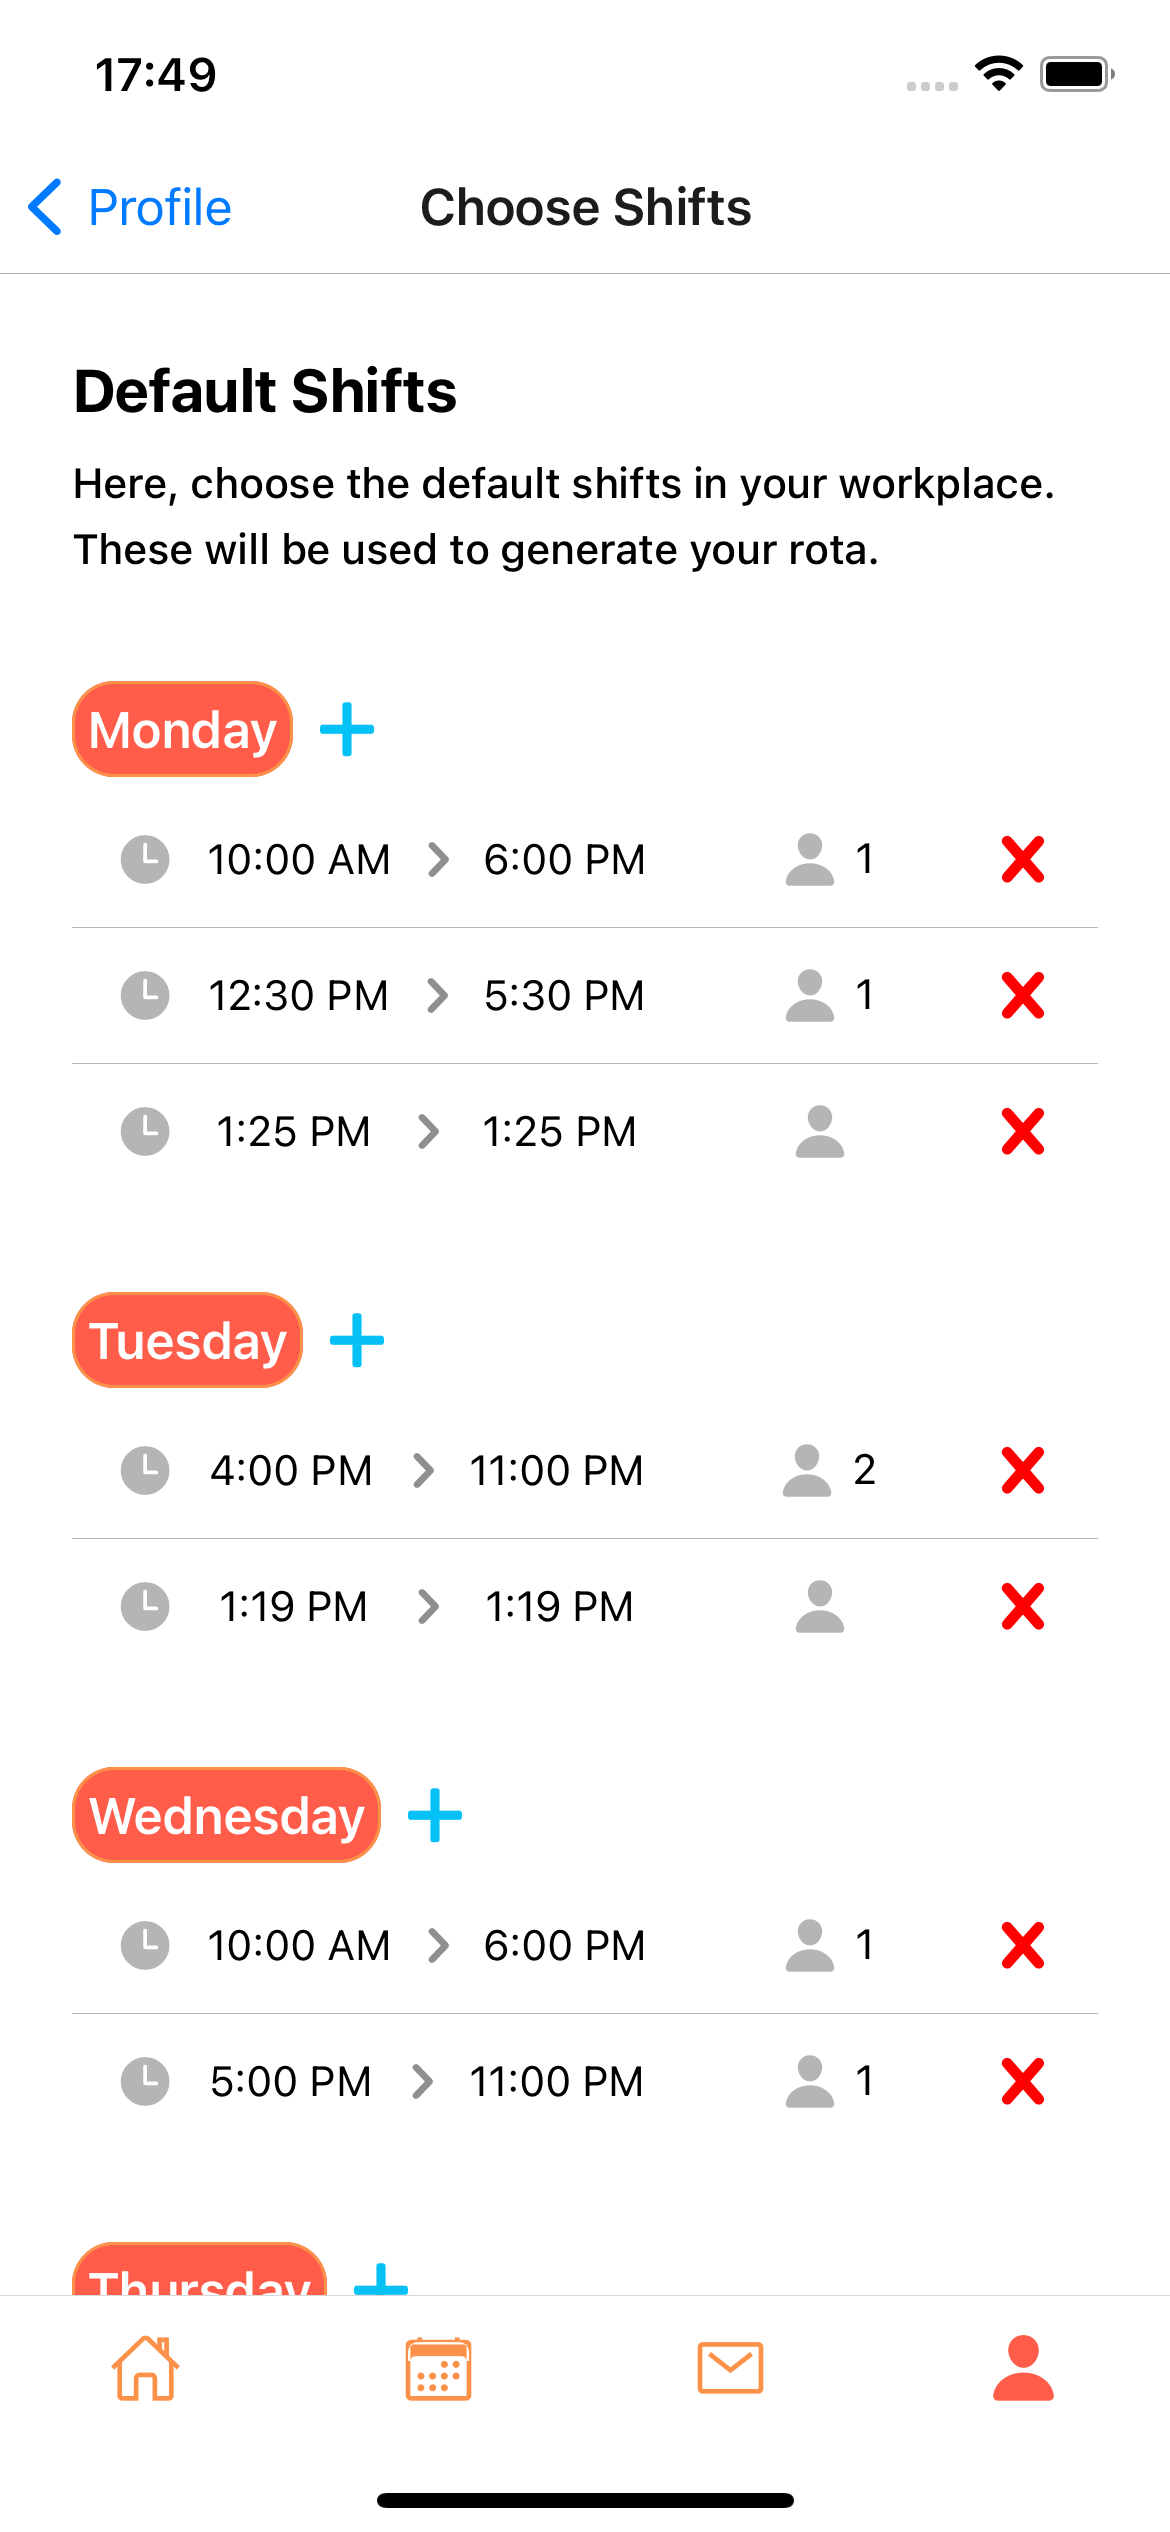 17:49
Profile
Choose Shifts
Default Shifts
Here, choose the default shifts in your workplace.
These will be used to generate your rota.
Monday
10:00 AM 6:00 PM 1
12:30 PM 5:30 PM 1
1:25 PM 1:25 PM
Tuesday
4:00 PM 11:00 PM 2
1:19 PM 1:19 PM
Wednesday
10:00 AM 6:00 PM 1
5:00 PM 11:00 PM 1
Thursday